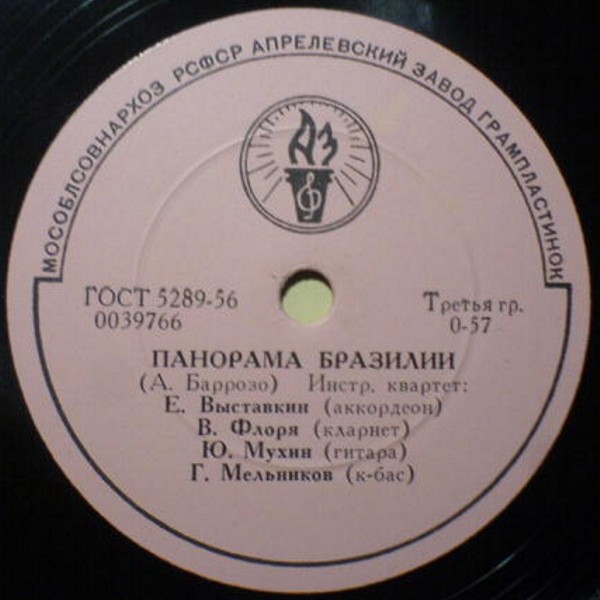 МОСОБЛСОВНАРХОЗ РСФСР АПРЕЛЕВСКИЙ ЗАВОД ГРАМПЛАСТИНОК
АЗ
ГОСТ 5289-56
0039766
Третья гр.
0-57
ПАНОРАМА БРАЗИЛИИ
(А. Баррозо) Инстр. квартет:
Е. Выставкин (аккордеон)
В. Флоря (кларнет)
Ю. Мухин (гитара)
Г. Мельников (к-бас)